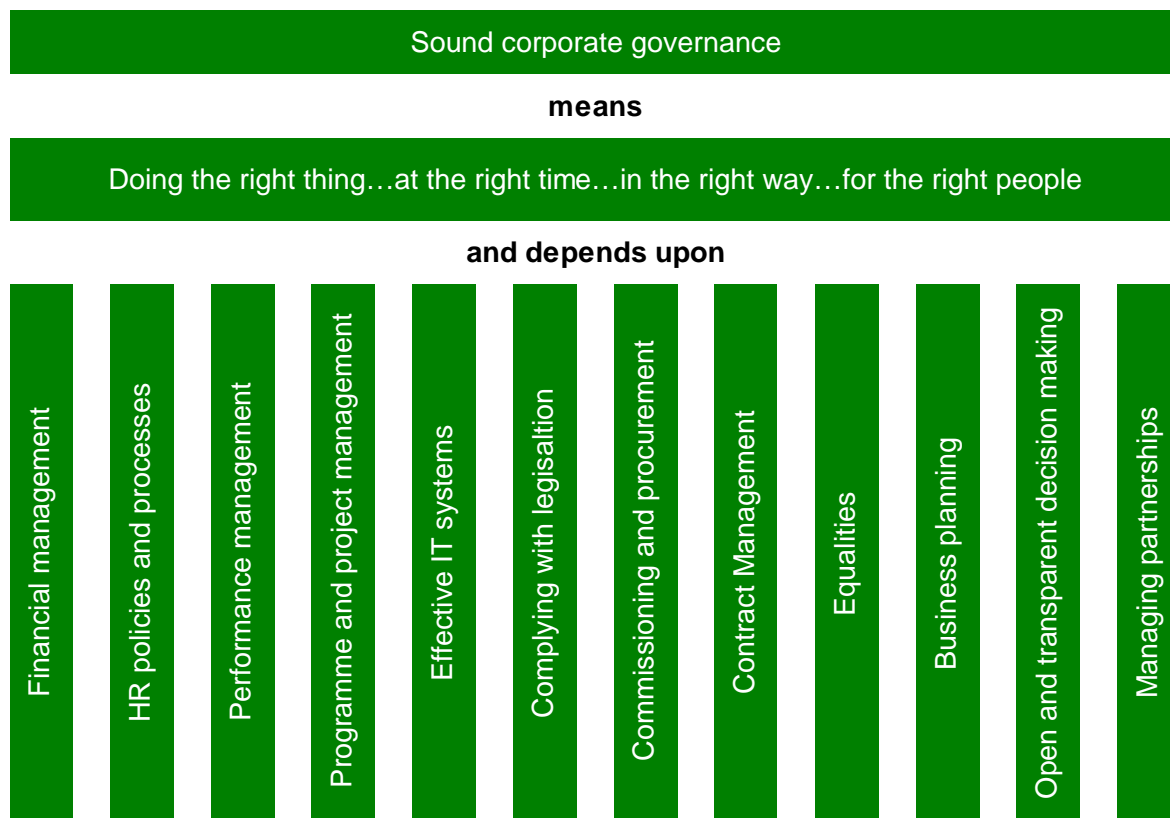 Sound corporate governance
means
Doing the right thing…at the right time…in the right way…for the right people
and depends upon
Financial management
HR policies and processes
Performance management
Programme and project management
Effective IT systems
Complying with legisaltion
Commissioning and procurement
Contract Management
Equalities
Business planning
Open and transparent decision making
Managing partnerships